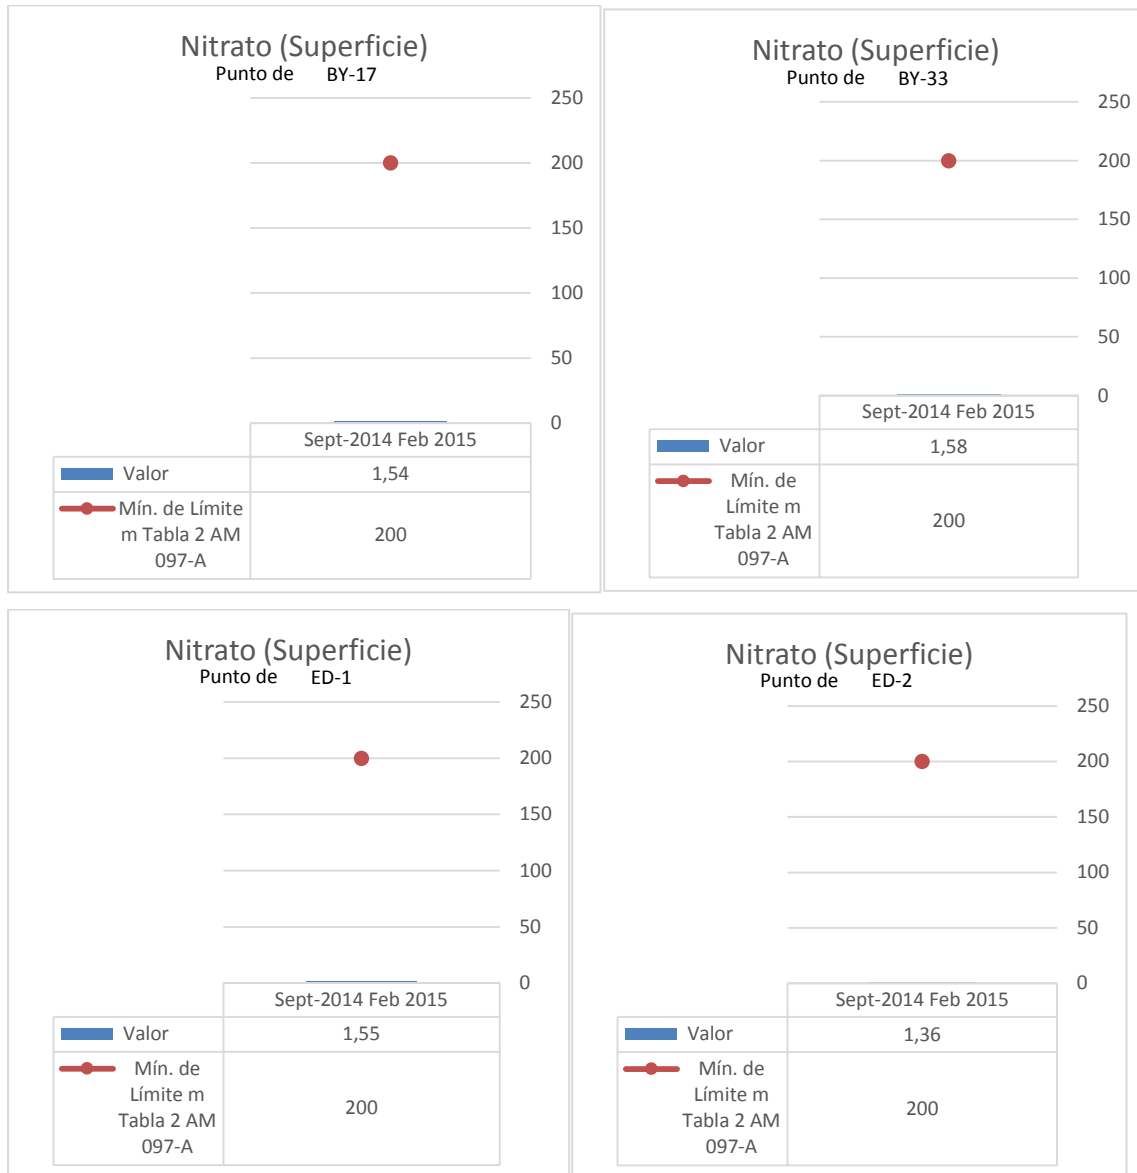 Nitrato (Superficie)
Punto de BY-17
250
200
150
100
50
0
Sept-2014 Feb 2015
Valor 1,54
Mín. de Límite
m Tabla 2 AM
097-A
200
Nitrato (Superficie)
Punto de BY-33
250
200
150
100
50
0
Sept-2014 Feb 2015
Valor 1,58
Mín. de
Límite m
Tabla 2 AM
097-A
200
Nitrato (Superficie)
Punto de ED-1
250
200
150
100
50
0
Sept-2014 Feb 2015
Valor 1,55
Mín. de
Límite m
Tabla 2 AM
097-A
200
Nitrato (Superficie)
Punto de ED-2
250
200
150
100
50
0
Sept-2014 Feb 2015
Valor 1,36
Mín. de
Límite m
Tabla 2 AM
097-A
200